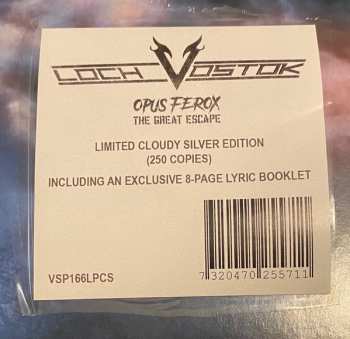 LOCH VOSTOK
OPUS FEROX
THE GREAT ESCAPE
LIMITED CLOUDY SILVER EDITION
(250 COPIES)
INCLUDING AN EXCLUSIVE 8-PAGE LYRIC BOOKLET
VSP166LPCS
7 320470 255711